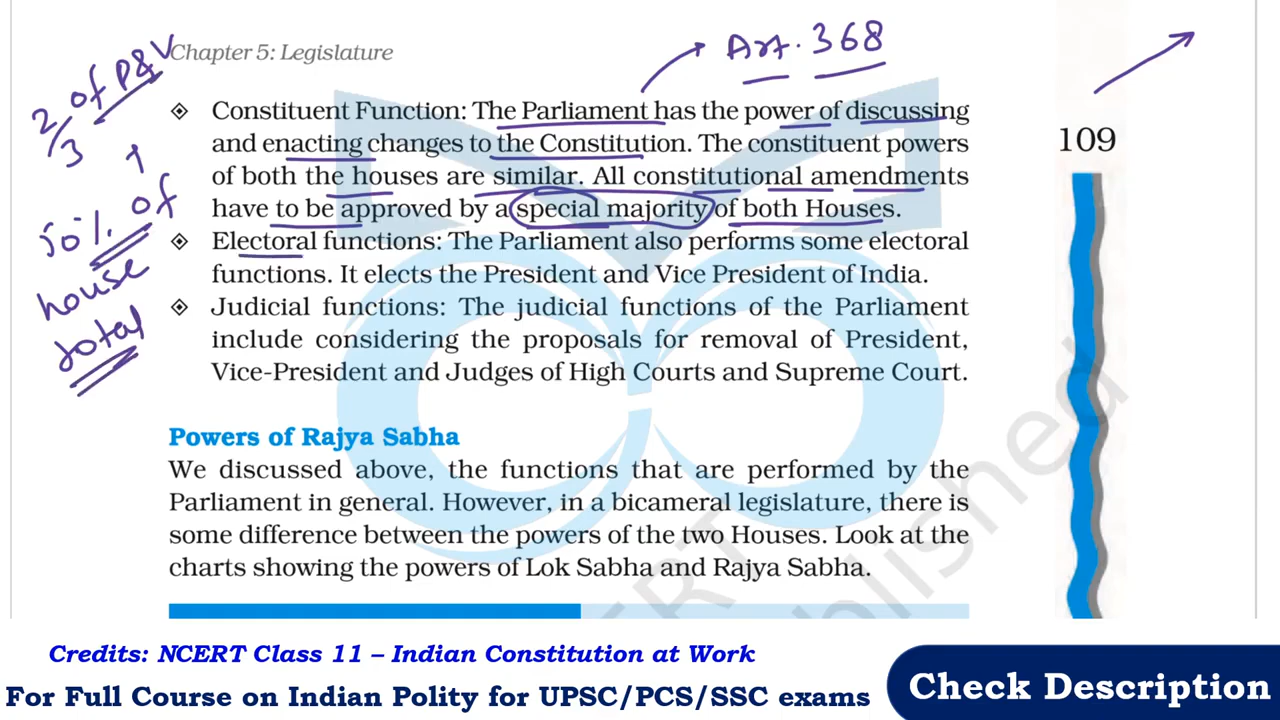 Chapter 5: Legislature
Art. 368
2/3 of P&V
+
50% of
house
total
109
❖ Constituent Function: The Parliament has the power of discussing
and enacting changes to the Constitution. The constituent powers
of both the houses are similar. All constitutional amendments
have to be approved by a special majority of both Houses.
❖ Electoral functions: The Parliament also performs some electoral
functions. It elects the President and Vice President of India.
❖ Judicial functions: The judicial functions of the Parliament
include considering the proposals for removal of President,
Vice-President and Judges of High Courts and Supreme Court.
Powers of Rajya Sabha
We discussed above, the functions that are performed by the
Parliament in general. However, in a bicameral legislature, there is
some difference between the powers of the two Houses. Look at the
charts showing the powers of Lok Sabha and Rajya Sabha.
Credits: NCERT Class 11 – Indian Constitution at Work
For Full Course on Indian Polity for UPSC/PCS/SSC exams
Check Description